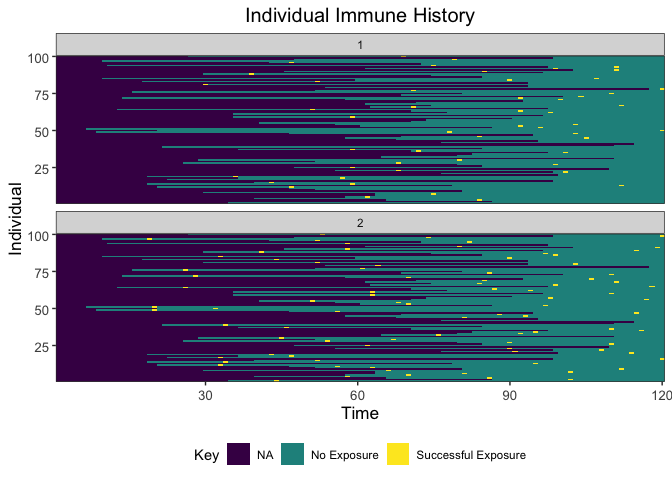 Individual Immune History
1
100
75
50
25
2
100
75
50
25
Individual
30 60 90 120
Time
Key NA No Exposure Successful Exposure